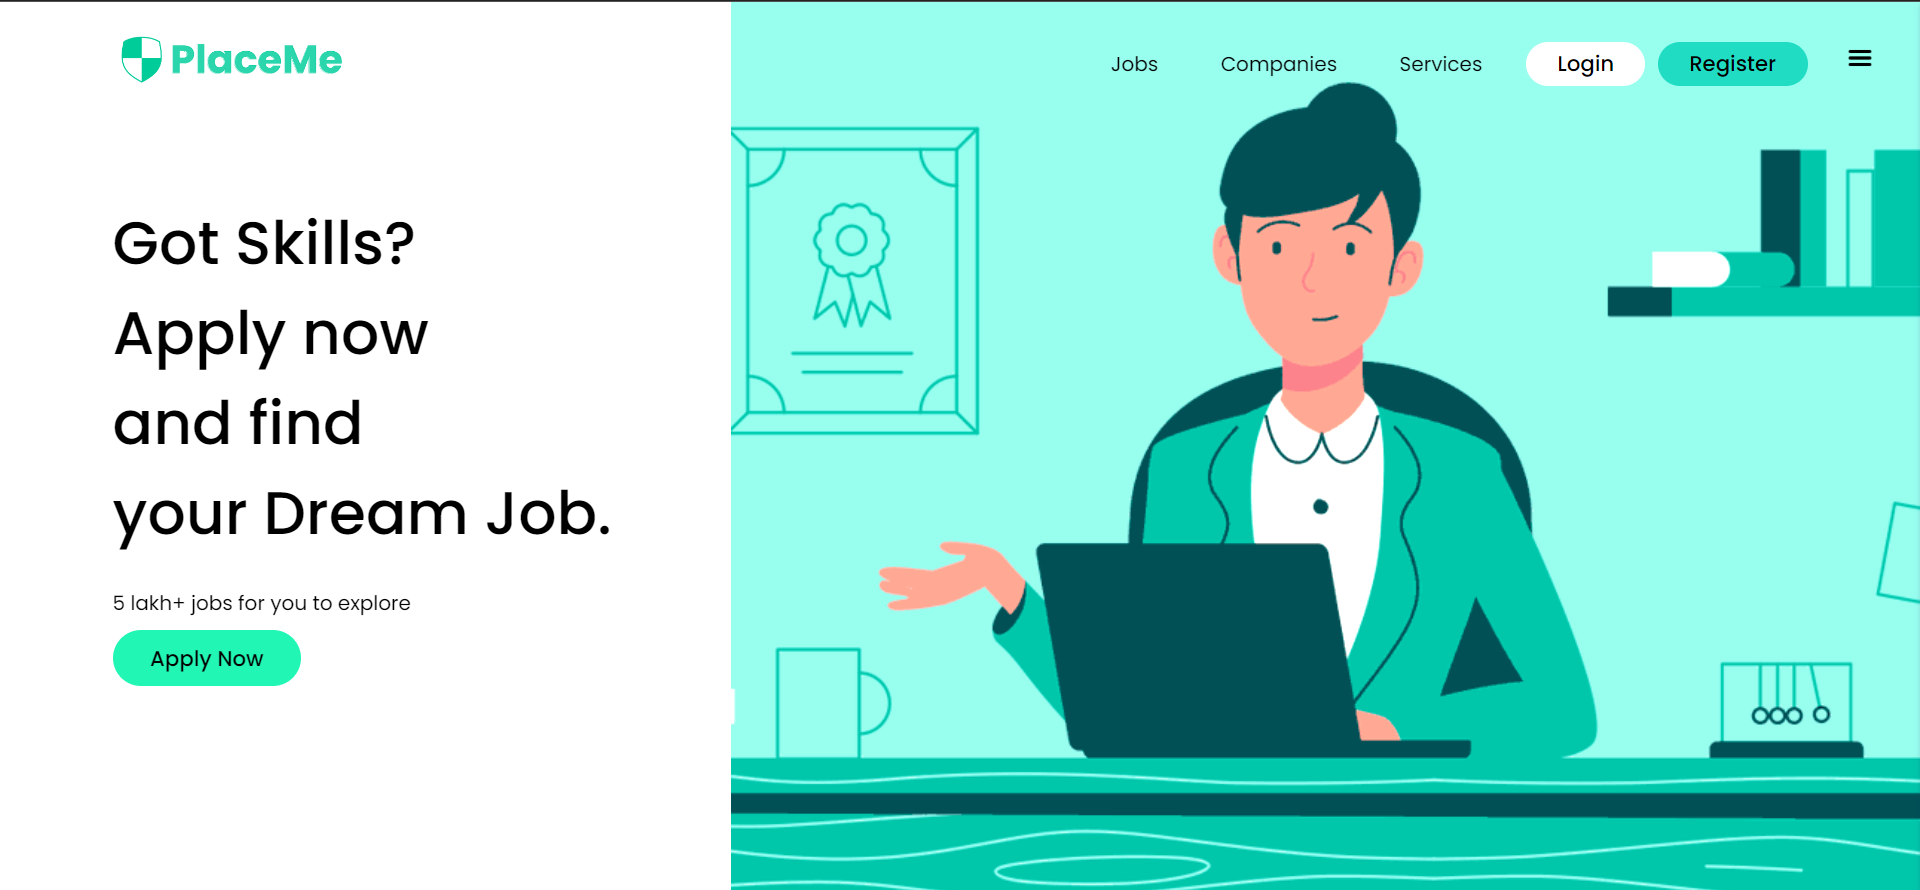 PlaceMe
Jobs Companies Services Login Register
Got Skills?
Apply now
and find
your Dream Job.
5 lakh+ jobs for you to explore
Apply Now